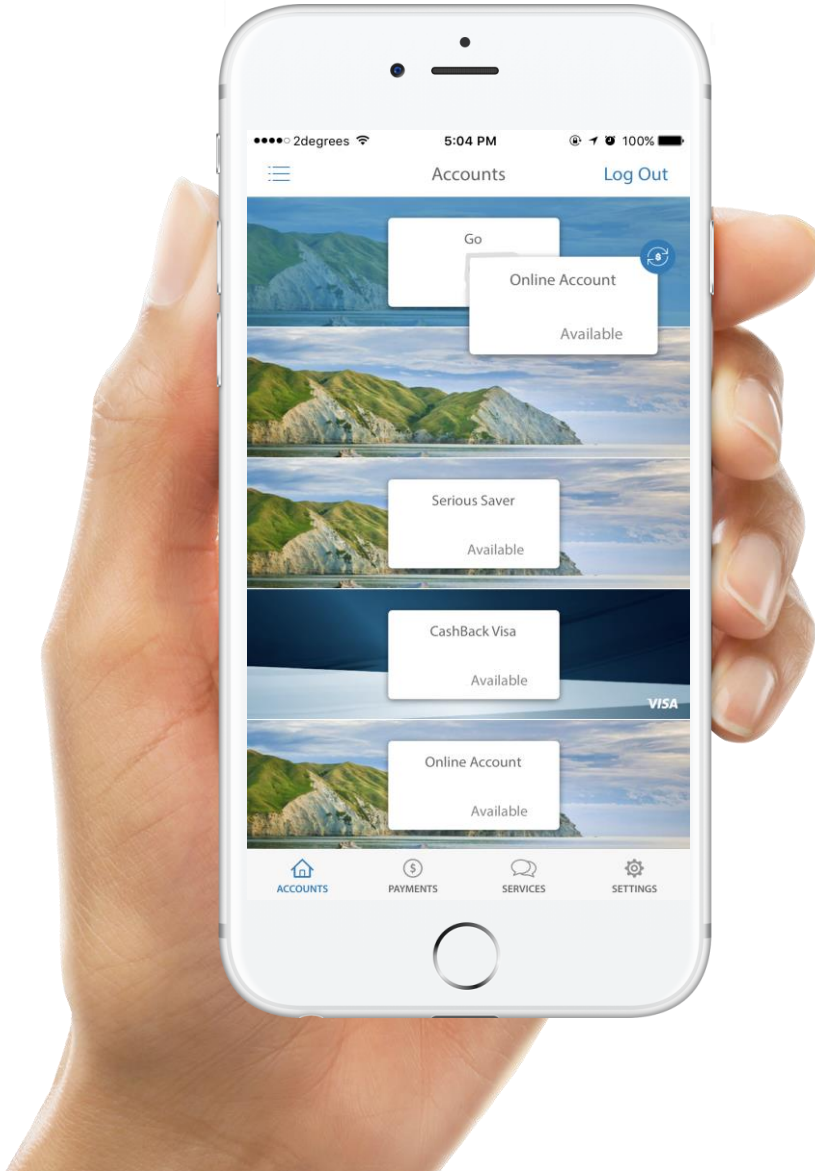 2degrees 5:04 PM 100%
Accounts Log Out
Go
Online Account
Available
Serious Saver
Available
CashBack Visa
Available
VISA
Online Account
Available
ACCOUNTS PAYMENTS SERVICES SETTINGS